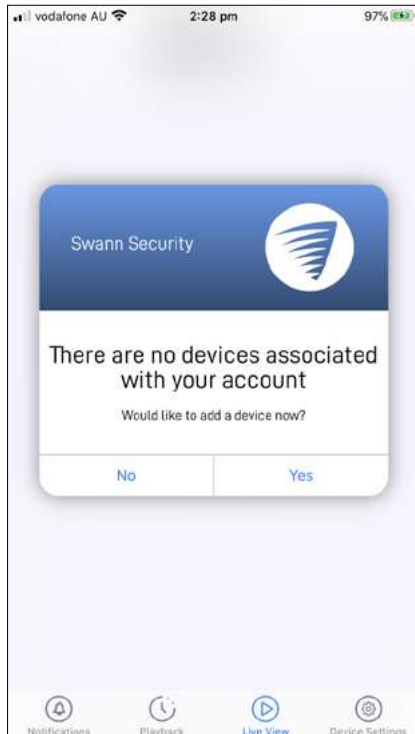 vodafone AU 2:28 pm 97%
Swann Security
There are no devices associated
with your account
Would like to add a device now?
No Yes
Notifications Playback Live View Device Settings